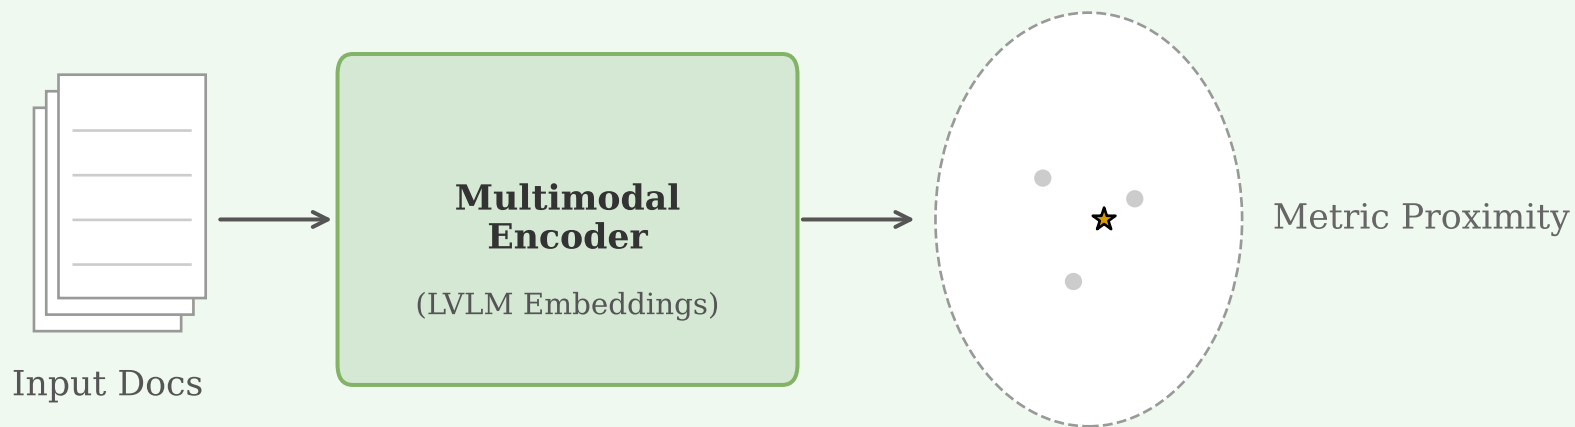 Multimodal
Encoder
(LVLM Embeddings)
Metric Proximity
Input Docs